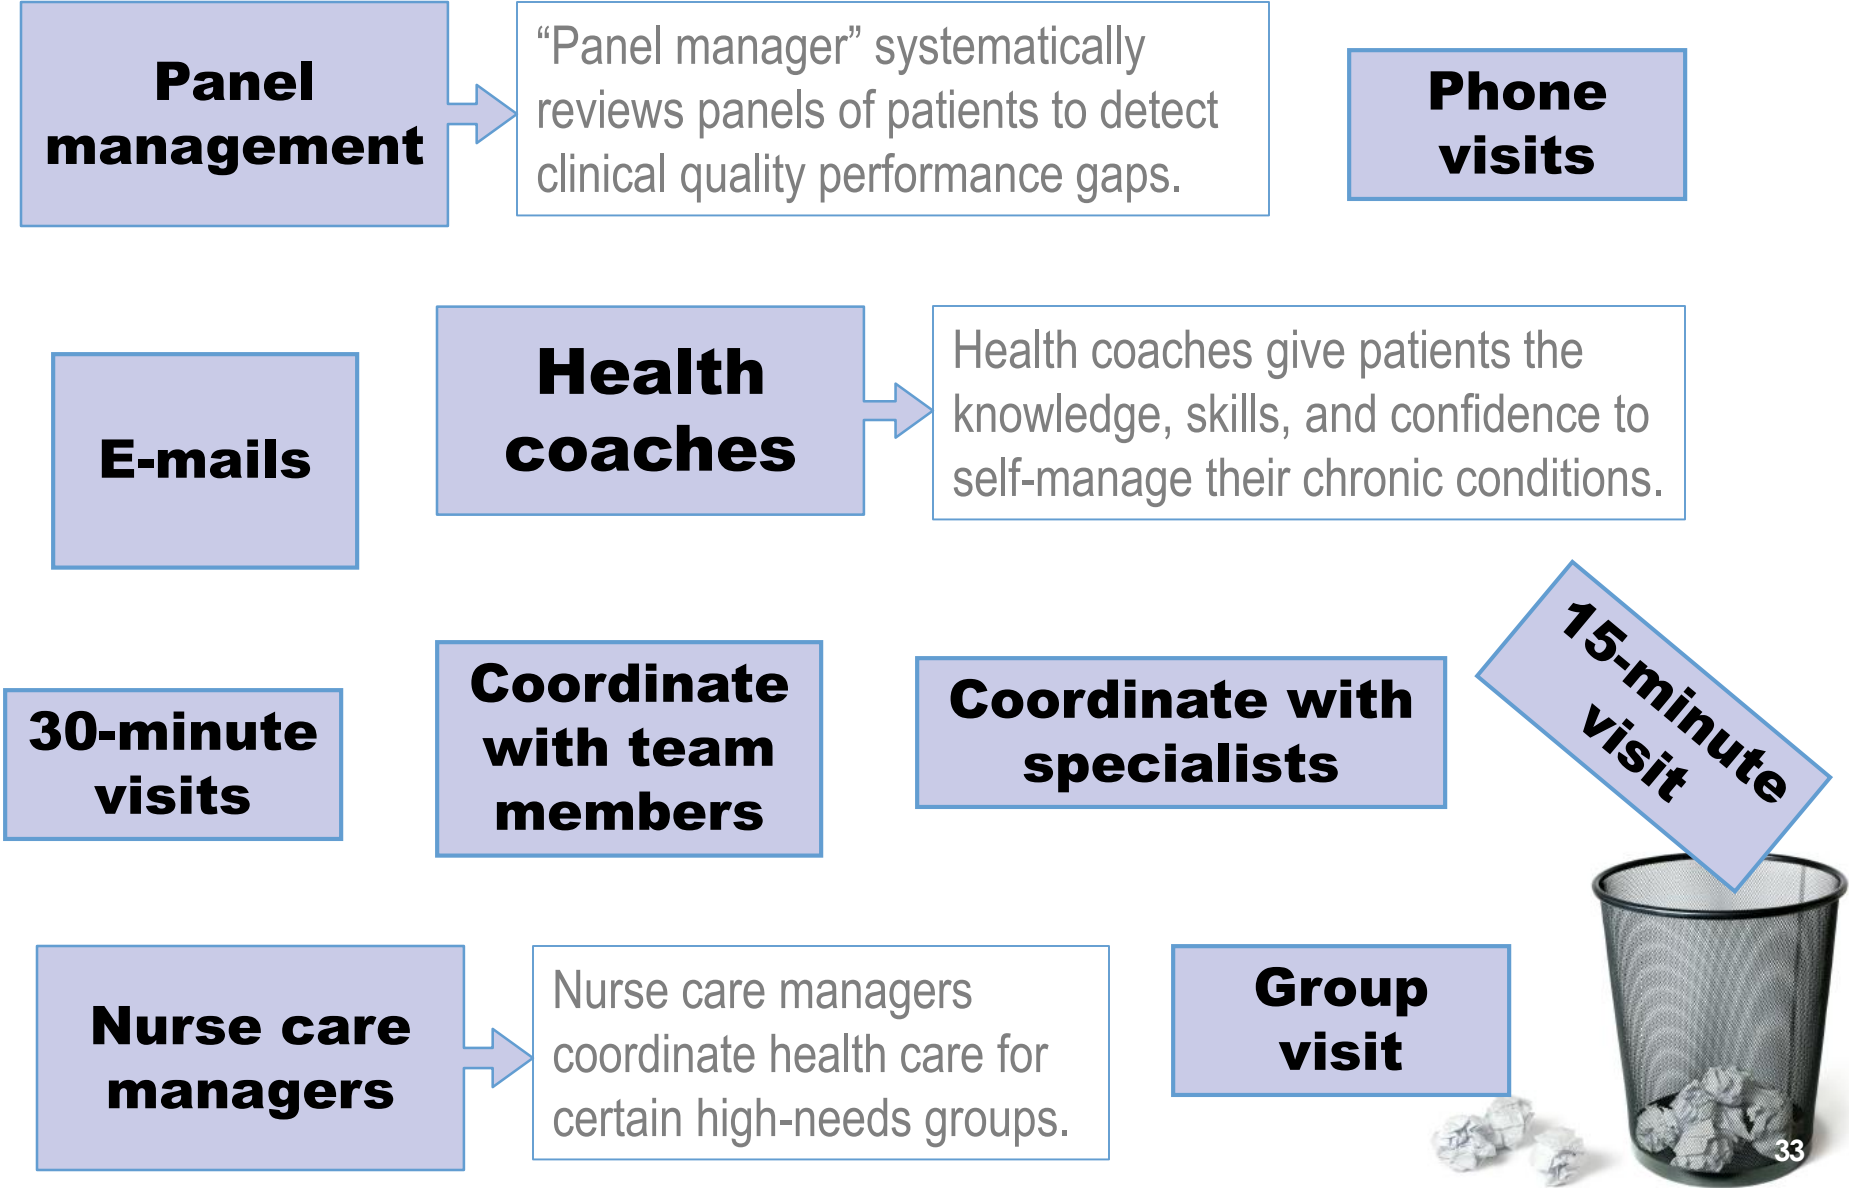 Panel
management
“Panel manager” systematically
reviews panels of patients to detect
clinical quality performance gaps.
Phone
visits
E-mails
Health
coaches
Health coaches give patients the
knowledge, skills, and confidence to
self-manage their chronic conditions.
30-minute
visits
Coordinate
with team
members
Coordinate with
specialists
15-minute
visit
Nurse care
managers
Nurse care managers
coordinate health care for
certain high-needs groups.
Group
visit
33